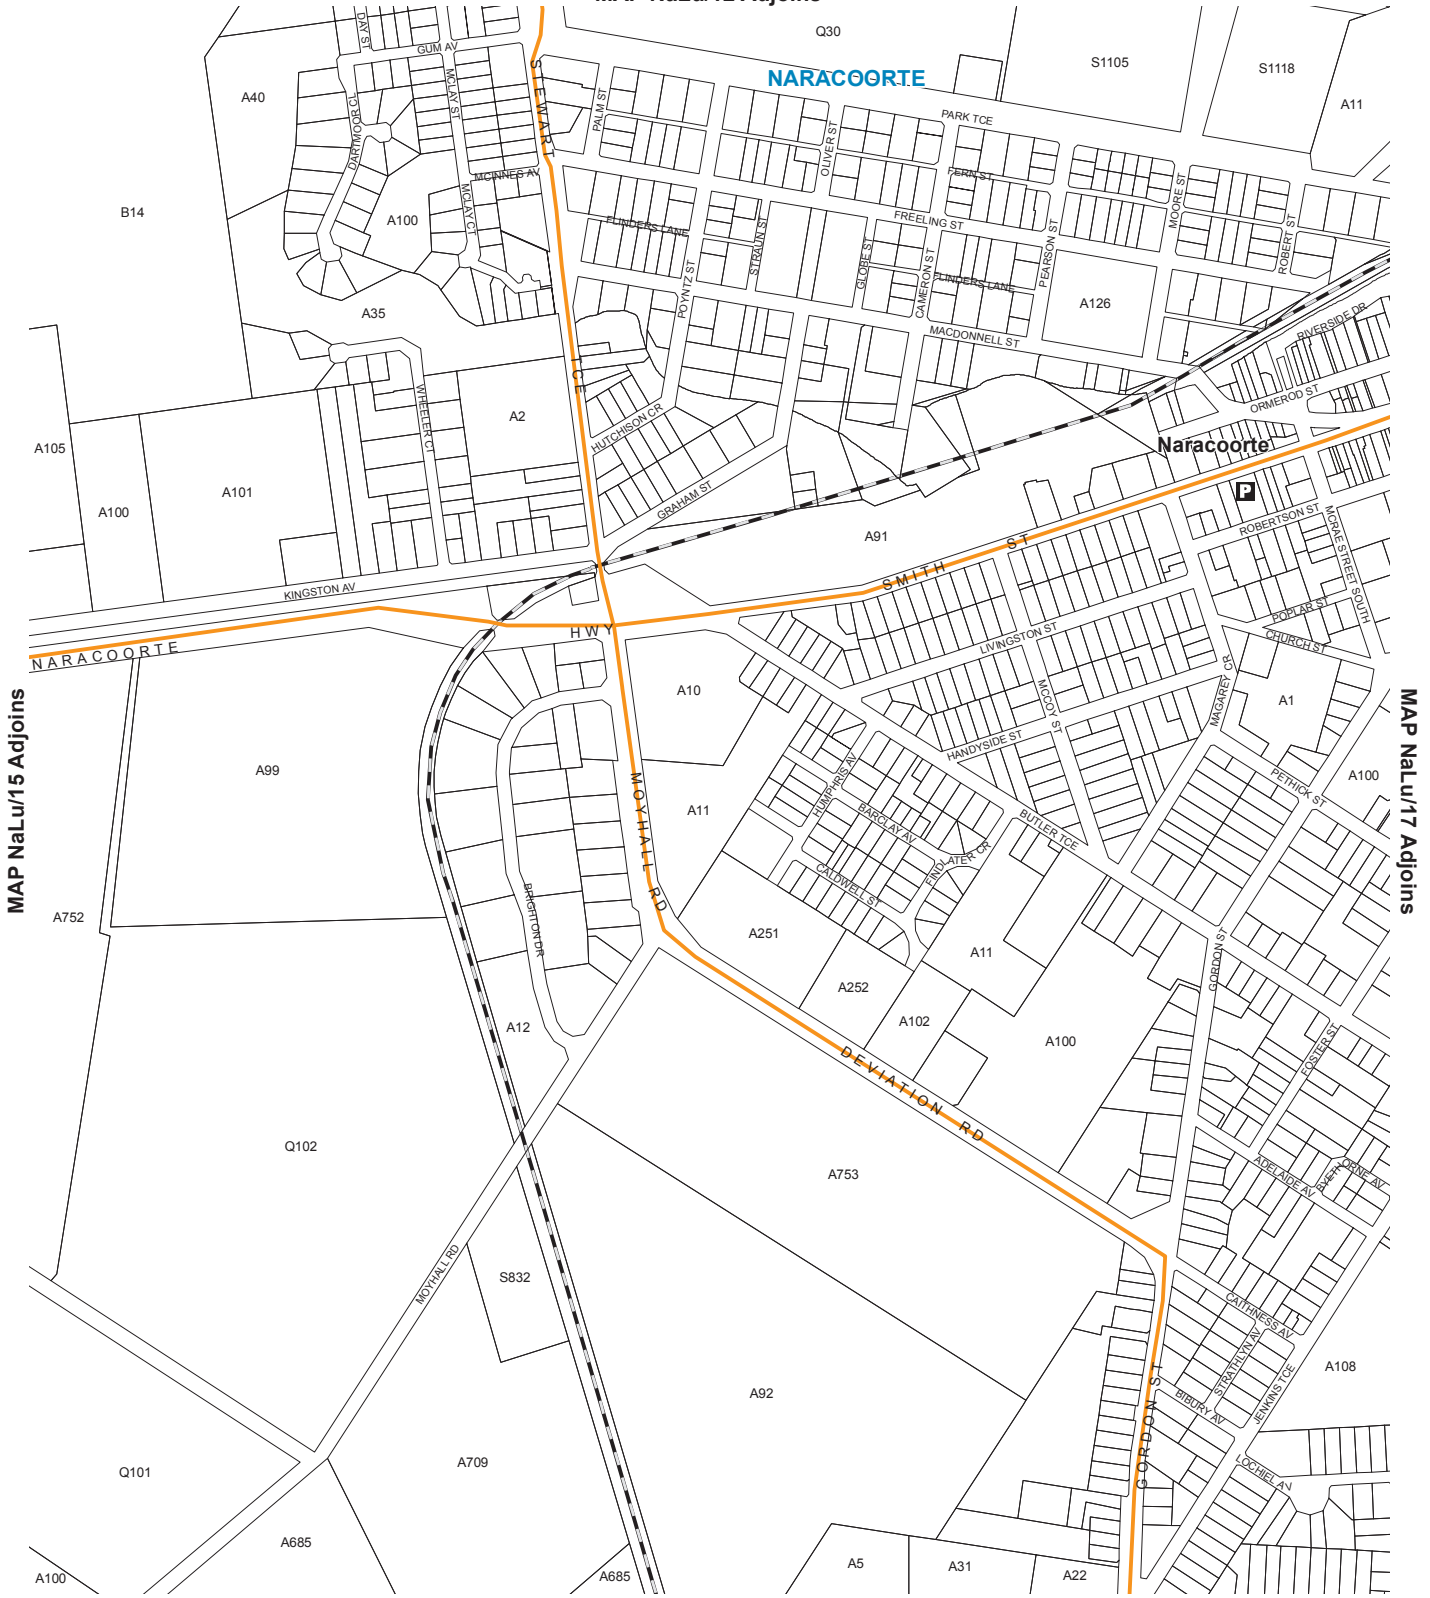 Q30
S1105
S1118
A11
NARACOORTE
DAY ST
GUM AV
MCLAY ST
STEWART
TCE
A40
PALM ST
PARK TCE
OLIVER ST
DARTMOOR CL
MCINNES AV
MCLAY CT
FERN ST
MOORE ST
B14
A100
FLINDERS LANE
STRAUN ST
FREELING ST
PEARSON ST
ROBERT ST
GLOBE ST
CAMERON ST
POYNTZ ST
FLINDERS LANE
A126
A35
MACDONNELL ST
RIVERSIDE DR
WHEELER CT
A2
HUTCHISON CR
ORMEROD ST
A105
Naracoorte
A101
A100
GRAHAM ST
P
ROBERTSON ST
MCRAE STREET SOUTH
A91
SMITH ST
KINGSTON AV
POPLAR ST
NARACOORTE
HWY
LIVINGSTON ST
CHURCH ST
A10
MCCOY ST
MAGAREY CR
A1
MAP NaLu/15 Adjoins
MAP NaLu/17 Adjoins
HANDYSIDE ST
A99
MOYHALL RD
HUMPHRIS AV
PETHICK ST
A100
A11
BARCLAY AV
BUTLER TCE
FINDLATER CR
CALDWELL ST
BRIGHTON DR
A752
A251
A11
GORDON ST
A252
A12
A102
A100
FOSTER ST
DEVIATION RD
Q102
A753
ADELAIDE AV
BYETHORNE AV
MOYHALL RD
S832
CAITHNESS AV
STRATHLYN AV
A108
A92
JENKINS TCE
BIBURY AV
GORDON ST
Q101
A709
LOCHIEL AV
A685
A5
A31
A22
A100
A685